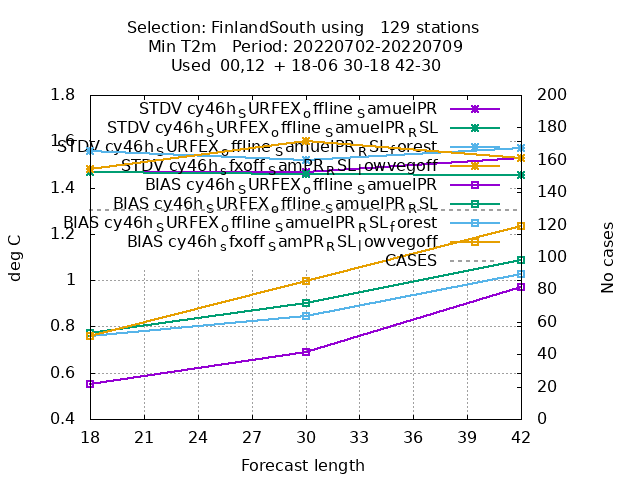 Selection: FinlandSouth using   129 stations
Min T2m   Period: 20220702-20220709
Used  00,12  + 18-06 30-18 42-30
STDV cy46h_SURFEX_offline_SamuelPR
STDV cy46h_SURFEX_offline_SamuelPR_RSL
STDV cy46h_SURFEX_offline_SamuelPR_RSL_forest
STDV cy46h_sfxoff_SamPR_RSL_lowvegoff
BIAS cy46h_SURFEX_offline_SamuelPR
BIAS cy46h_SURFEX_offline_SamuelPR_RSL
BIAS cy46h_SURFEX_offline_SamuelPR_RSL_forest
BIAS cy46h_sfxoff_SamPR_RSL_lowvegoff
CASES
1.8
1.6
1.4
1.2
1
0.8
0.6
0.4
deg C
200
180
160
140
120
100
80
60
40
20
0
No cases
18 21 24 27 30 33 36 39 42
Forecast length